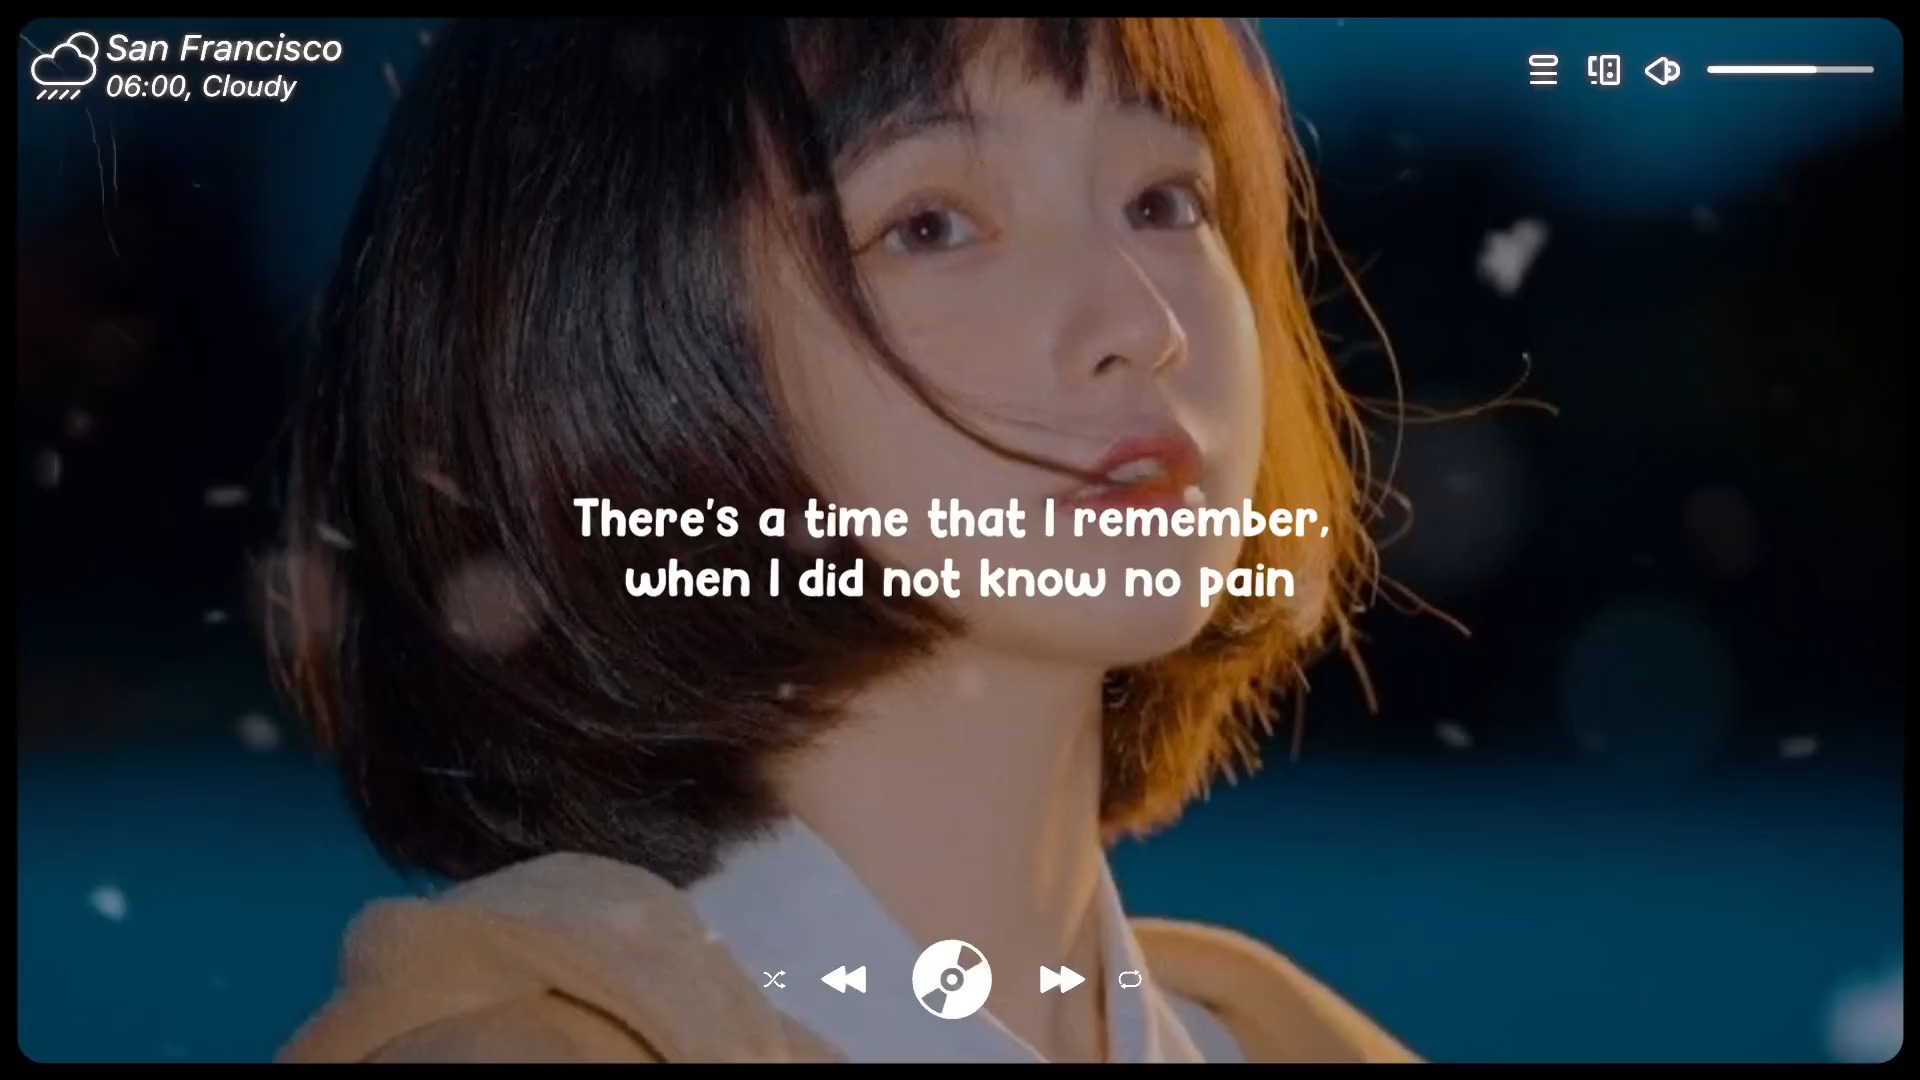 San Francisco
06:00, Cloudy
There's a time that I remember,
when I did not know no pain